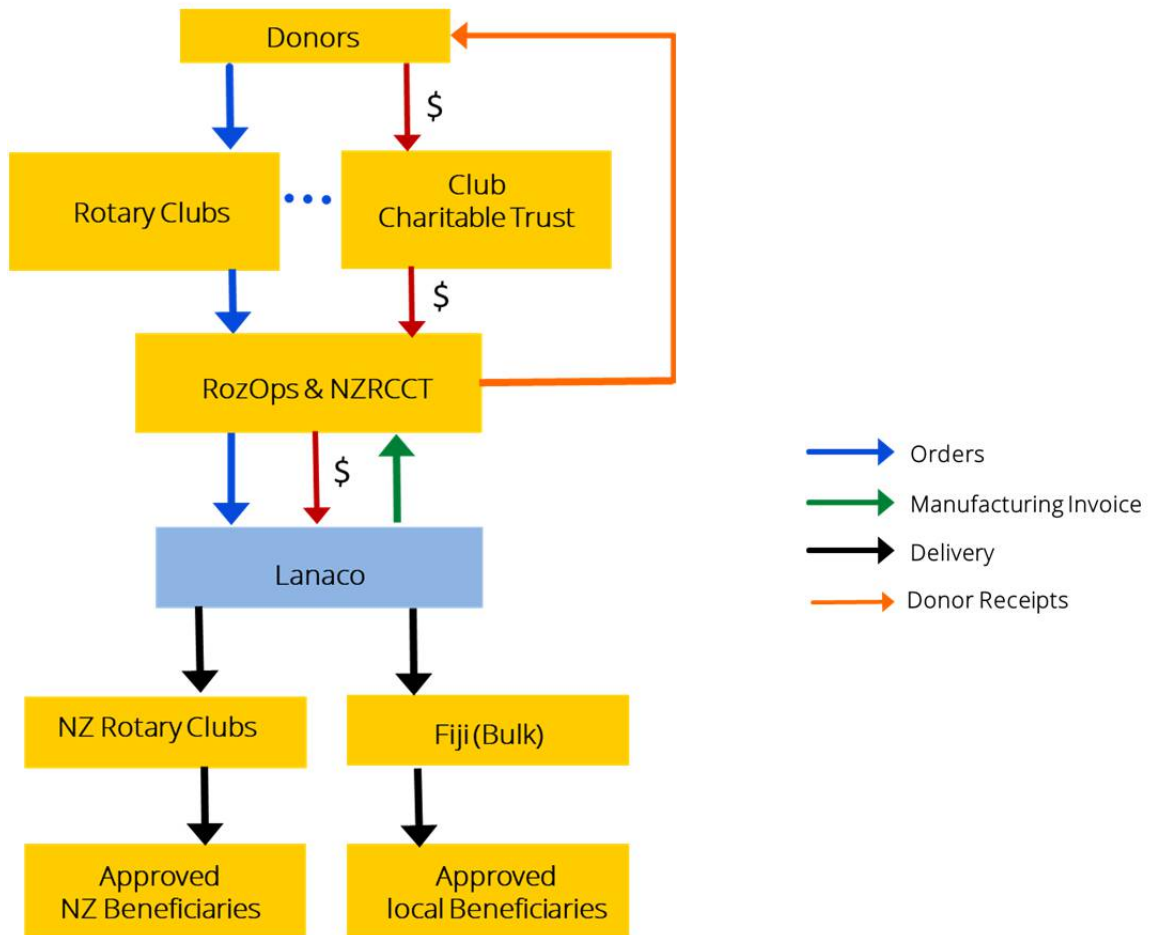 Donors
$
Rotary Clubs
Club
Charitable Trust
$
RozOps & NZRCCT
$
Lanaco
NZ Rotary Clubs
Fiji (Bulk)
Approved
NZ Beneficiaries
Approved
local Beneficiaries
Orders
Manufacturing Invoice
Delivery
Donor Receipts